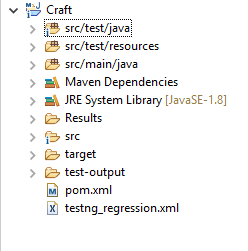 Craft
src/test/java
src/test/resources
src/main/java
Maven Dependencies
JRE System Library [JavaSE-1.8]
Results
src
target
test-output
pom.xml
testng_regression.xml